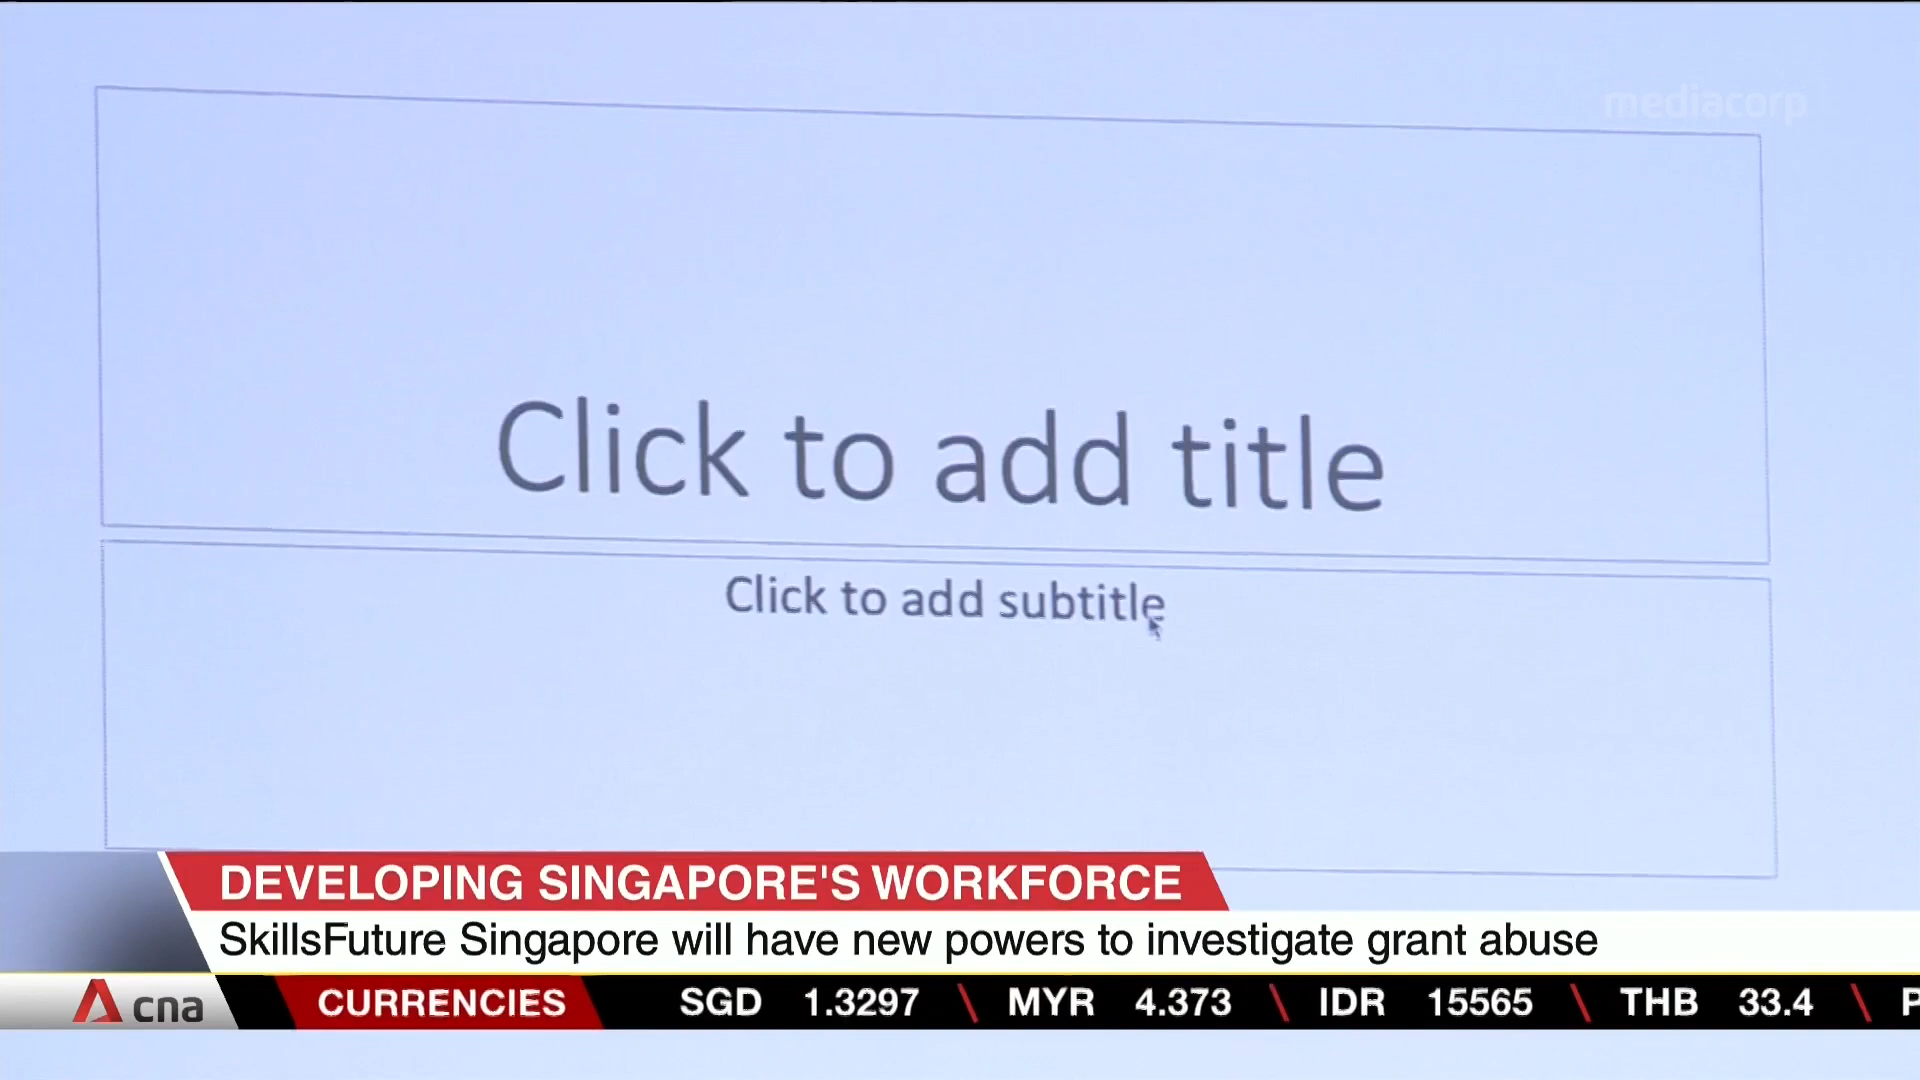 mediacorp
Click to add title
Click to add subtitle
DEVELOPING SINGAPORE'S WORKFORCE
SkillsFuture Singapore will have new powers to investigate grant abuse
cna CURRENCIES SGD 1.3297 \ MYR 4.373 \ IDR 15565 \ THB 33.4 \ P